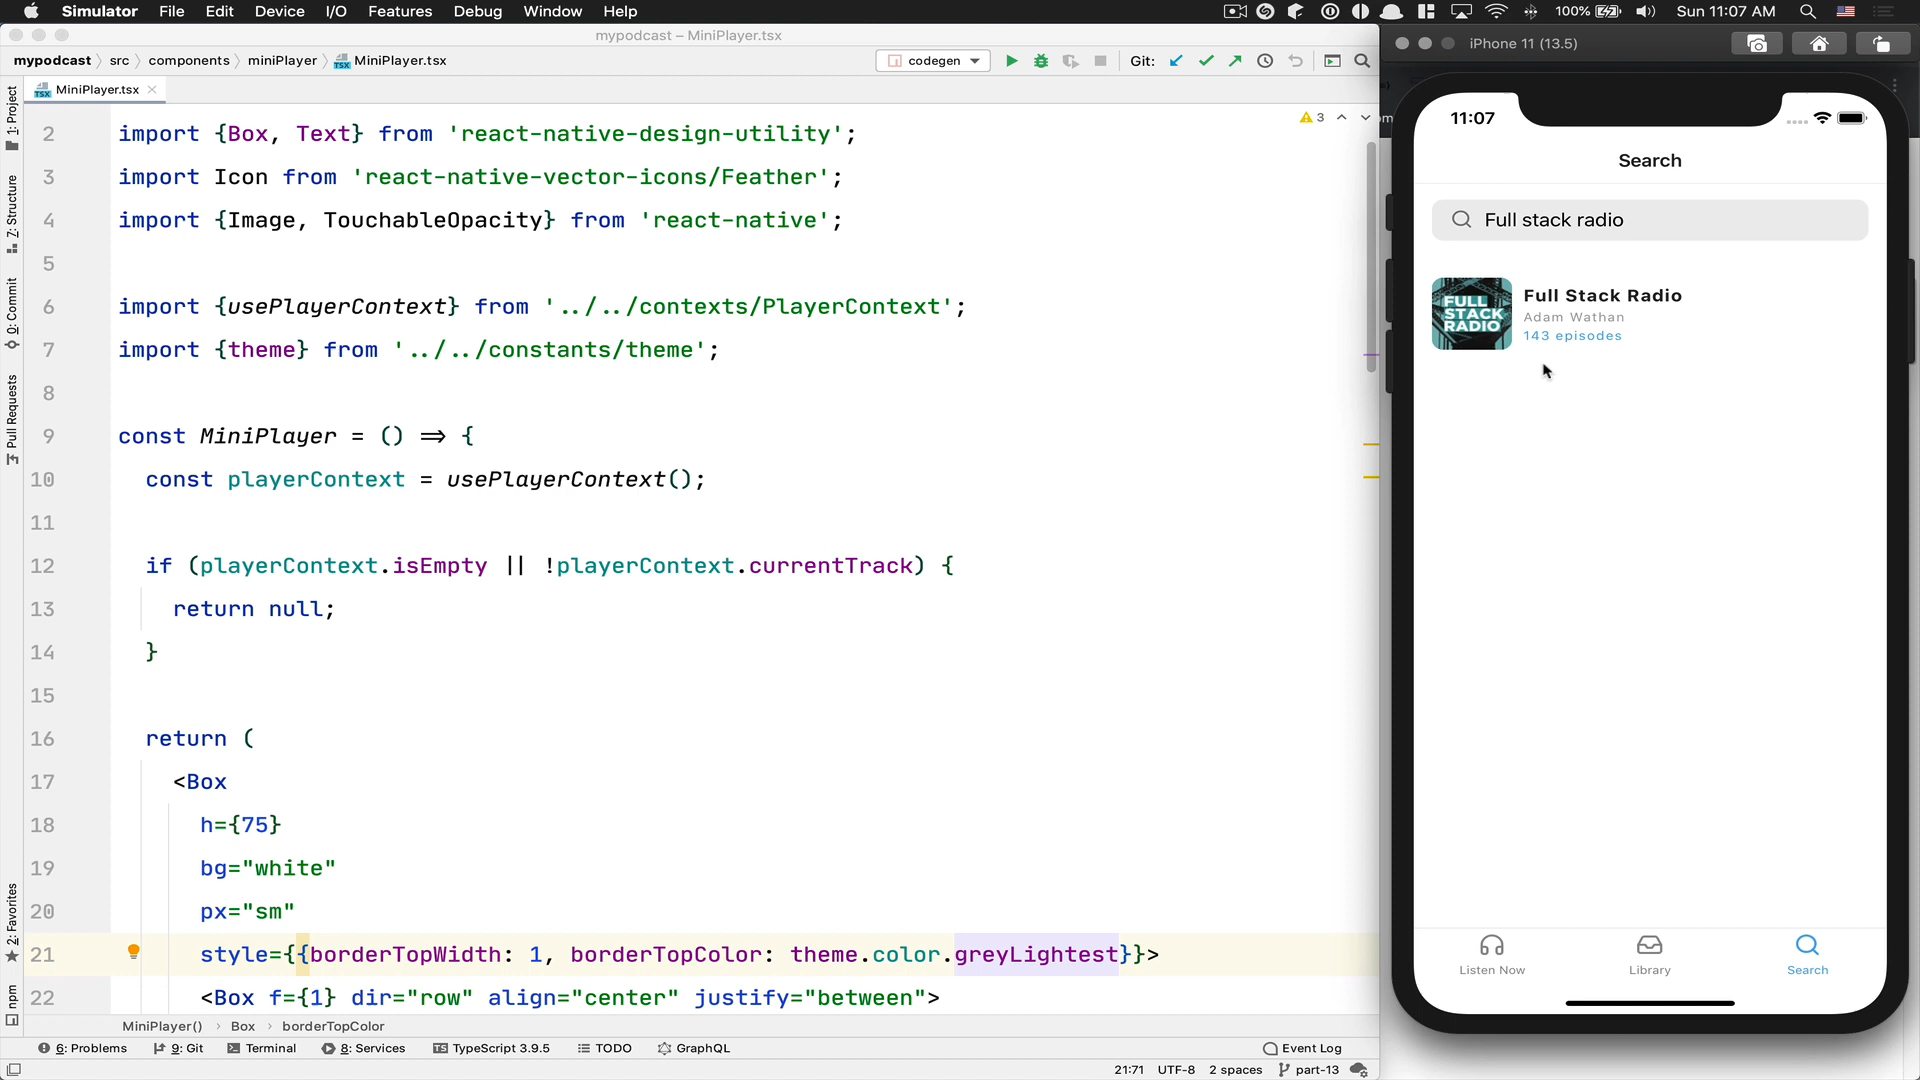 Simulator File Edit Device I/O Features Debug Window Help 100% Sun 11:07 AM
mypodcast – MiniPlayer.tsx
mypodcast src components miniPlayer MiniPlayer.tsx codegen Git:
MiniPlayer.tsx
3
2 import {Box, Text} from 'react-native-design-utility';
3 import Icon from 'react-native-vector-icons/Feather';
4 import {Image, TouchableOpacity} from 'react-native';
5
6 import {usePlayerContext} from '../../contexts/PlayerContext';
7 import {theme} from '../../constants/theme';
8
9 const MiniPlayer = () => {
10 const playerContext = usePlayerContext();
11
12 if (playerContext.isEmpty || !playerContext.currentTrack) {
13 return null;
14 }
15
16 return (
17 <Box
18 h={75}
19 bg="white"
20 px="sm"
21 style={{borderTopWidth: 1, borderTopColor: theme.color.greyLightest}}>
22 <Box f={1} dir="row" align="center" justify="between">
MiniPlayer() Box borderTopColor
6: Problems 9: Git Terminal 8: Services TypeScript 3.9.5 TODO GraphQL Event Log
21:71 UTF-8 2 spaces part-13
1: Project
7: Structure
0: Commit
Pull Requests
2: Favorites
npm
iPhone 11 (13.5)
11:07
Search
Full stack radio
FULL
STACK
RADIO
Full Stack Radio
Adam Wathan
143 episodes
Listen Now Library Search